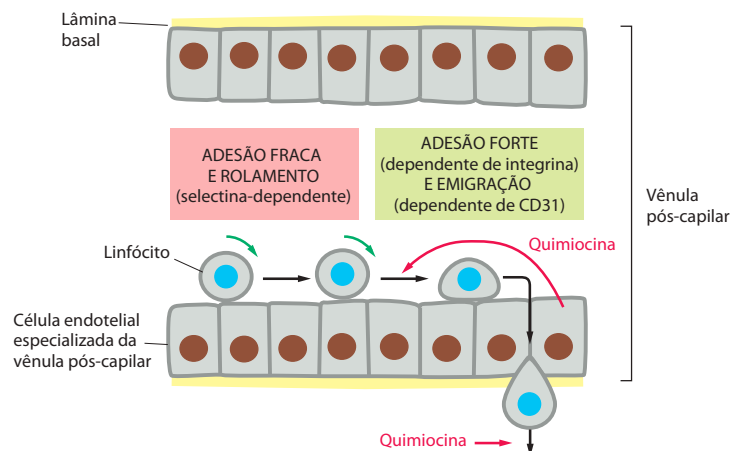 Lâmina
basal
ADESÃO FRACA
E ROLAMENTO
(selectina-dependente)
ADESÃO FORTE
(dependente de integrina)
E EMIGRAÇÃO
(dependente de CD31)
Vênula
pós-capilar
Quimiocina
Linfócito
Célula endotelial
especializada da
vênula pós-capilar
Quimiocina